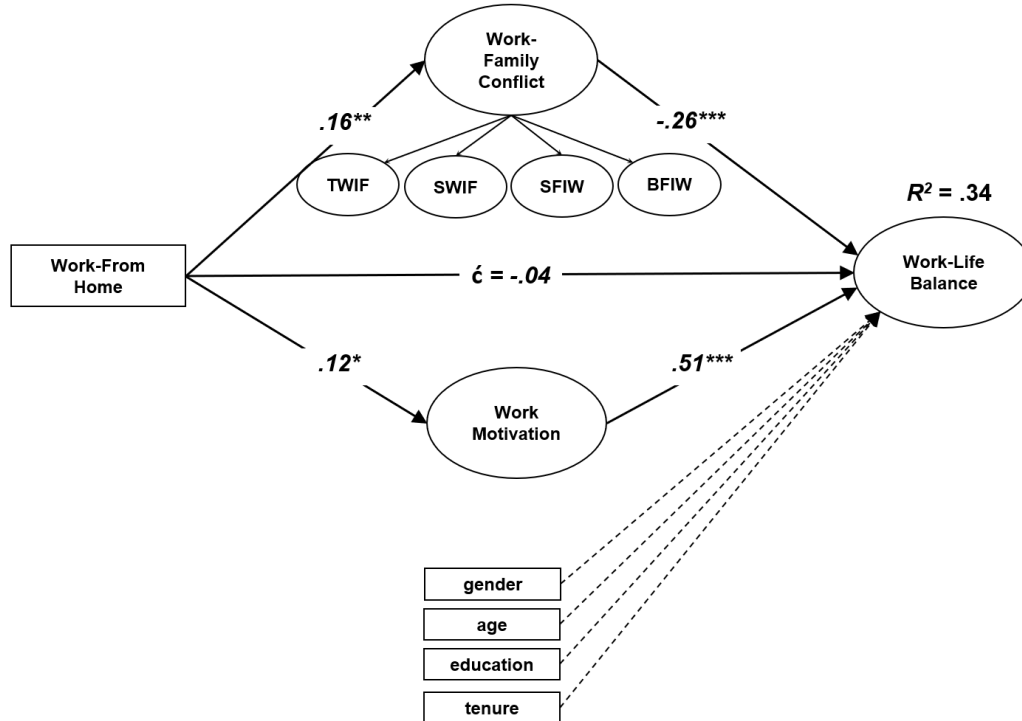 Work-
Family
Conflict
.16**
-.26***
TWIF
SWIF
SFIW
BFIW
R² = .34
Work-From
Home
ć = -.04
Work-Life
Balance
.12*
.51***
Work
Motivation
gender
age
education
tenure